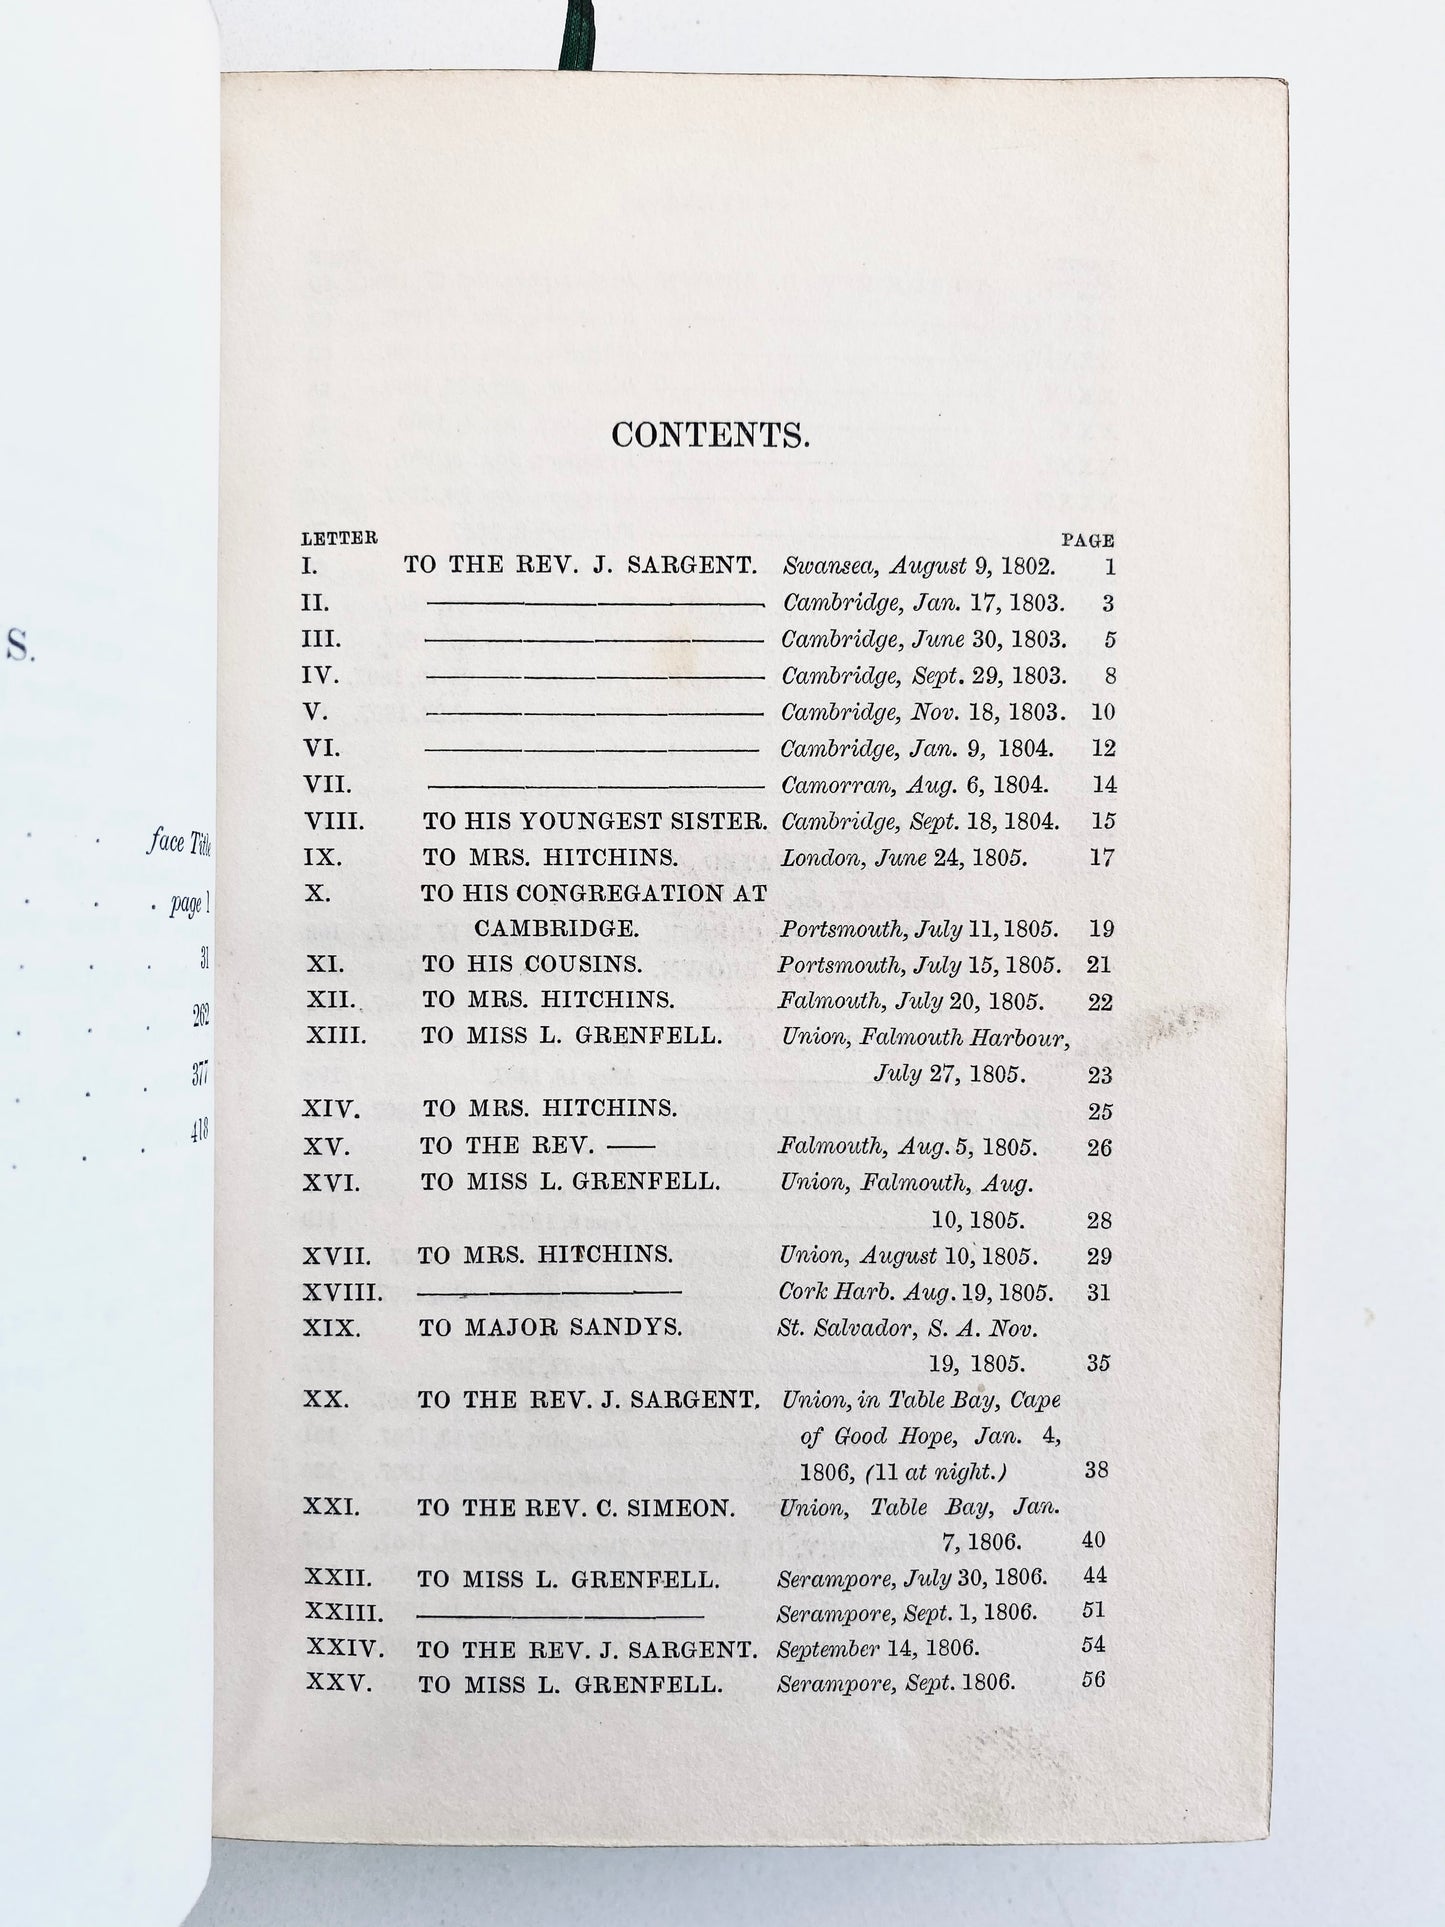 S.
face Title
page 1
31
262
377
418
CONTENTS.
LETTER PAGE
I. TO THE REV. J. SARGENT. Swansea, August 9, 1802. 1
II. ———— Cambridge, Jan. 17, 1803. 3
III. ———— Cambridge, June 30, 1803. 5
IV. ———— Cambridge, Sept. 29, 1803. 8
V. ———— Cambridge, Nov. 18, 1803. 10
VI. ———— Cambridge, Jan. 9, 1804. 12
VII. ———— Camorran, Aug. 6, 1804. 14
VIII. TO HIS YOUNGEST SISTER. Cambridge, Sept. 18, 1804. 15
IX. TO MRS. HITCHINS. London, June 24, 1805. 17
X. TO HIS CONGREGATION AT
CAMBRIDGE. Portsmouth, July 11, 1805. 19
XI. TO HIS COUSINS. Portsmouth, July 15, 1805. 21
XII. TO MRS. HITCHINS. Falmouth, July 20, 1805. 22
XIII. TO MISS L. GRENFELL. Union, Falmouth Harbour,
July 27, 1805. 23
XIV. TO MRS. HITCHINS. 25
XV. TO THE REV. —— Falmouth, Aug. 5, 1805. 26
XVI. TO MISS L. GRENFELL. Union, Falmouth, Aug.
10, 1805. 28
XVII. TO MRS. HITCHINS. Union, August 10, 1805. 29
XVIII. ———— Cork Harb. Aug. 19, 1805. 31
XIX. TO MAJOR SANDYS. St. Salvador, S. A. Nov.
19, 1805. 35
XX. TO THE REV. J. SARGENT. Union, in Table Bay, Cape
of Good Hope, Jan. 4,
1806, (11 at night.) 38
XXI. TO THE REV. C. SIMEON. Union, Table Bay, Jan.
7, 1806. 40
XXII. TO MISS L. GRENFELL. Serampore, July 30, 1806. 44
XXIII. ———— Serampore, Sept. 1, 1806. 51
XXIV. TO THE REV. J. SARGENT. September 14, 1806. 54
XXV. TO MISS L. GRENFELL. Serampore, Sept. 1806. 56